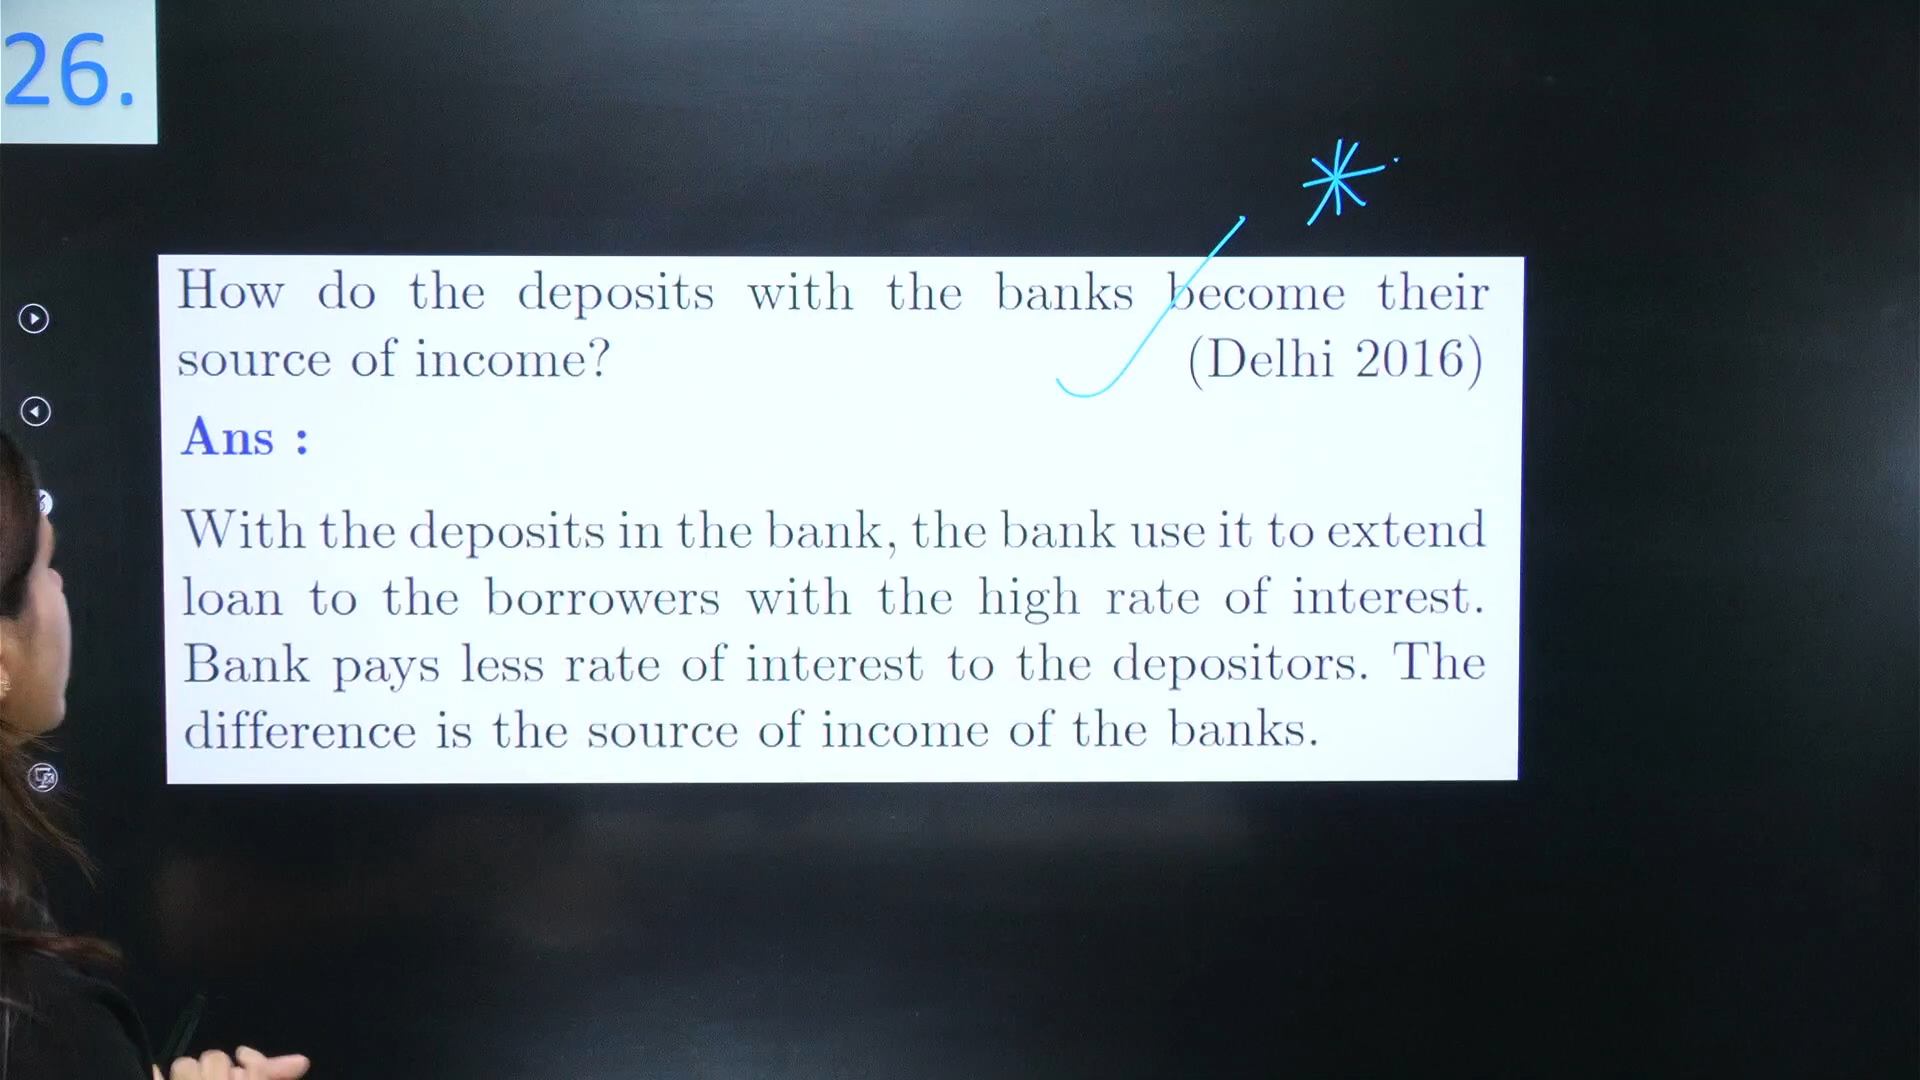 26.
How do the deposits with the banks become their
source of income? (Delhi 2016)
Ans :
With the deposits in the bank, the bank use it to extend
loan to the borrowers with the high rate of interest.
Bank pays less rate of interest to the depositors. The
difference is the source of income of the banks.